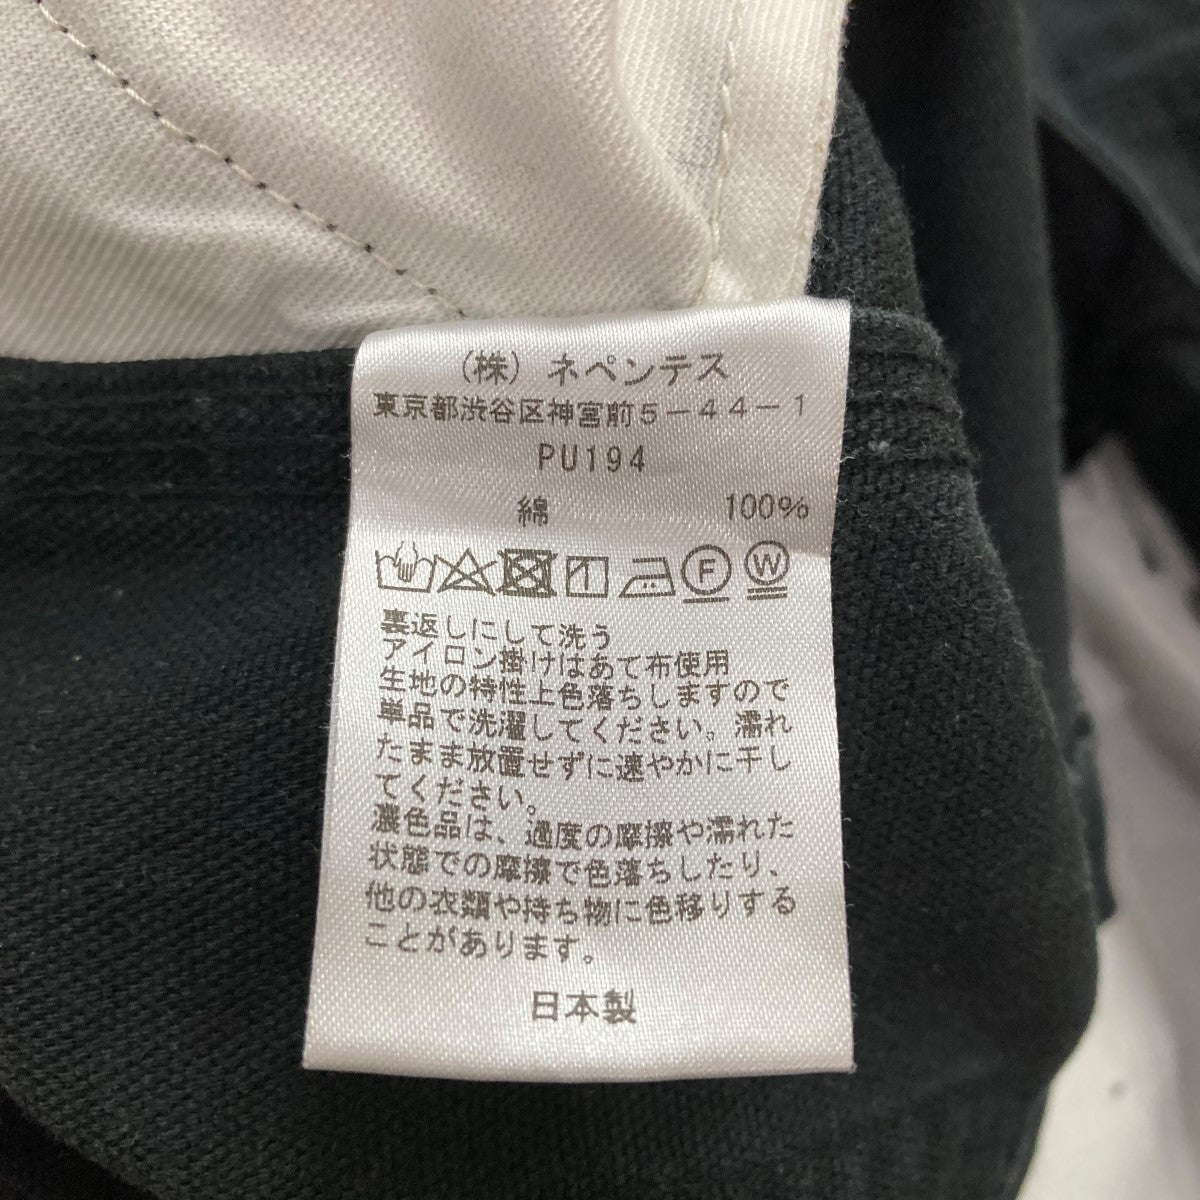 (株) ネペンテス
東京都渋谷区神宮前5-44-1
PU194
綿 100%
F W
裏返しにして洗う
アイロン掛けはあて布使用
生地の特性上色落ちしますので
単品で洗濯してください。濡れ
たまま放置せずに速やかに干し
てください。
濃色品は、過度の摩擦や濡れた
状態での摩擦で色落ちしたり、
他の衣類や持ち物に色移りする
ことがあります。
日本製